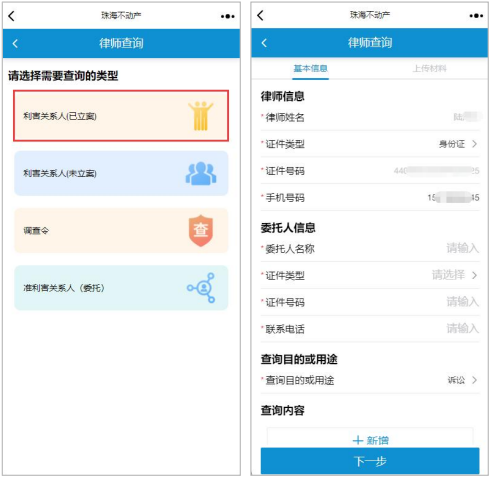 珠海不动产
律师查询
请选择需要查询的类型
利害关系人(已立案)
利害关系人(未立案)
调查令
查
准利害关系人（委托）
珠海不动产
律师查询
基本信息
上传材料
律师信息
*律师姓名
陆
*证件类型 身份证
*证件号码 440 25
*手机号码 15 45
委托人信息
*委托人名称 请输入
*证件类型 请选择
*证件号码 请输入
*联系电话 请输入
查询目的或用途
*查询目的或用途 诉讼
查询内容
+ 新增
下一步